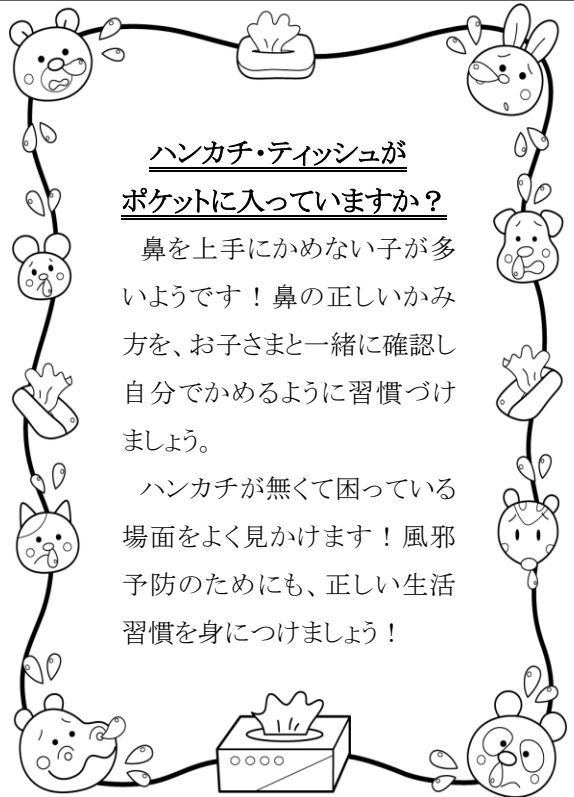 ハンカチ・ティッシュが
ポケットに入っていますか？
鼻を上手にかめない子が多
いようです！鼻の正しいかみ
方を、お子さまと一緒に確認し
自分でかめるように習慣づけ
ましょう。
ハンカチが無くて困っている
場面をよく見かけます！風邪
予防のためにも、正しい生活
習慣を身につけましょう！